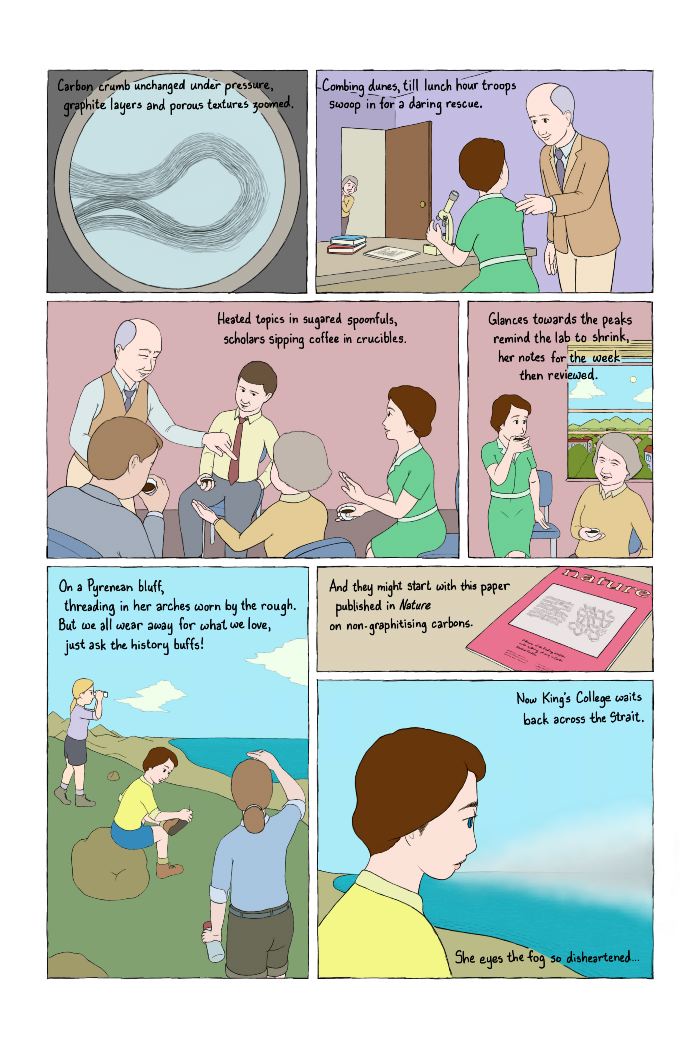 Carbon crumb unchanged under pressure,
graphite layers and porous textures zoomed.
Combing dunes, till lunch hour troops
swoop in for a daring rescue.
Heated topics in sugared spoonfuls,
scholars sipping coffee in crucibles.
Glances towards the peaks
remind the lab to shrink,
her notes for the week
then reviewed.
On a Pyrenean bluff,
threading in her arches worn by the rough.
But we all wear away for what we love,
just ask the history buffs!
And they might start with this paper
published in Nature
on non-graphitising carbons.
nature
Now King's College waits
back across the Strait.
She eyes the fog so disheartened...